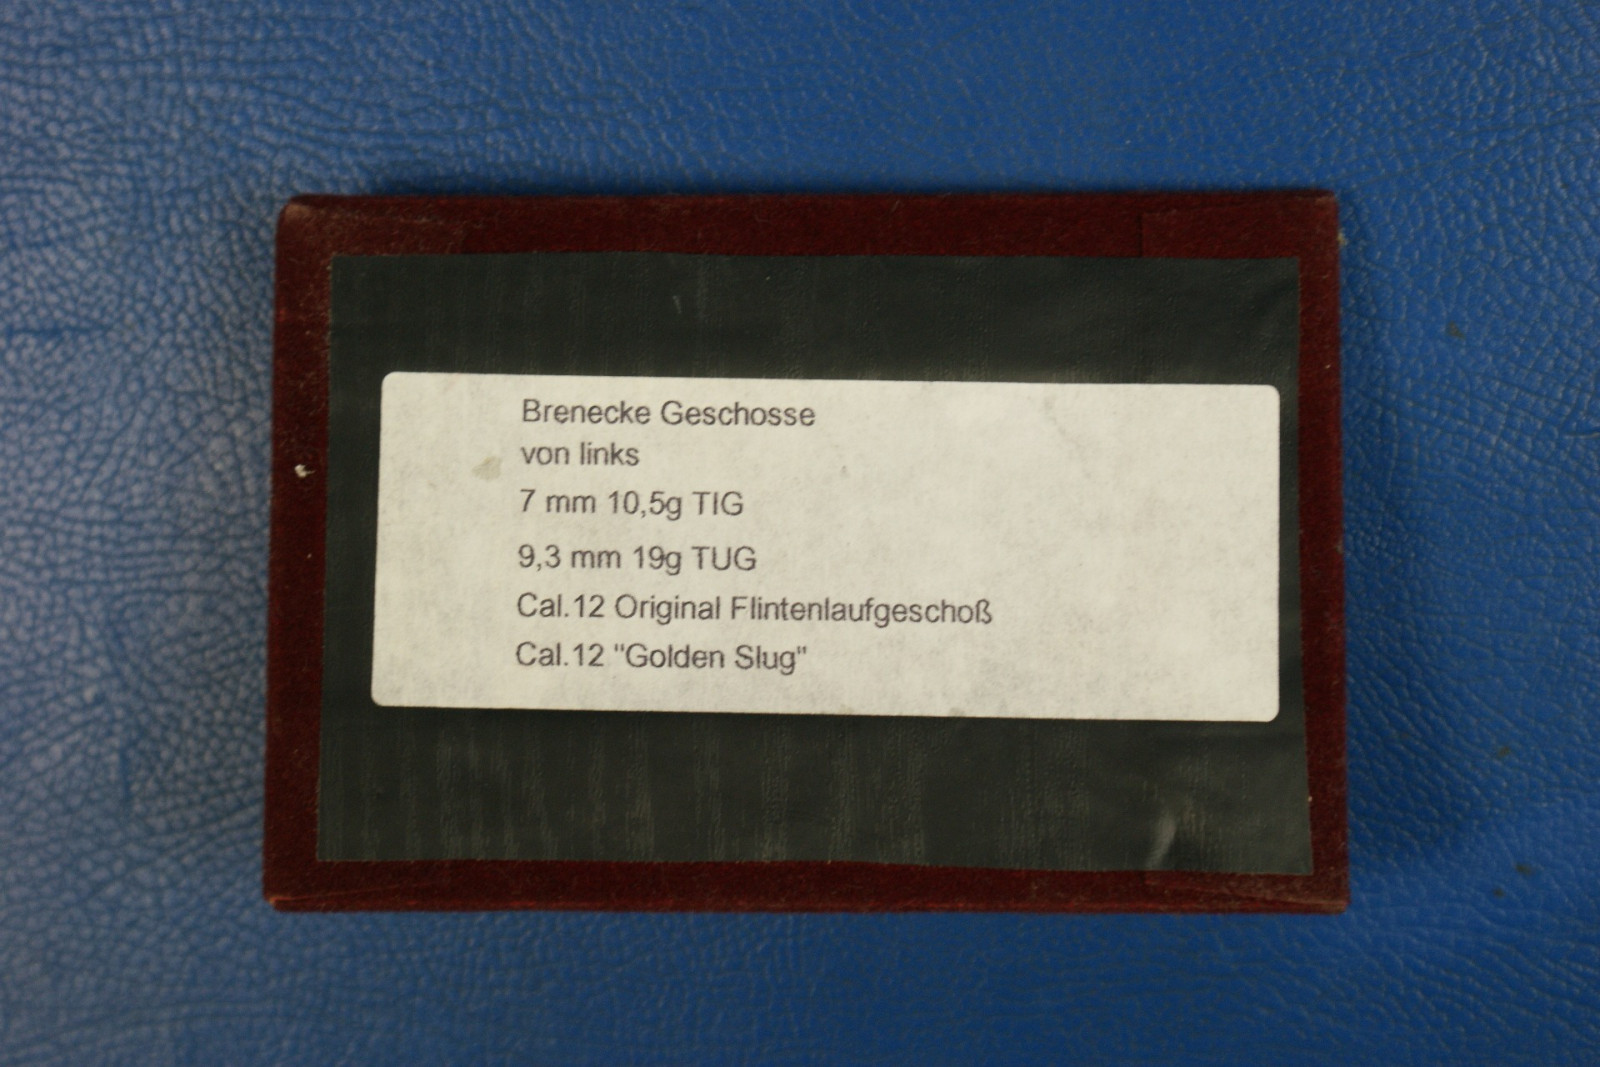 Brenecke Geschosse
von links
7 mm 10,5g TIG
9,3 mm 19g TUG
Cal.12 Original Flintenlaufgeschoß
Cal.12 "Golden Slug"